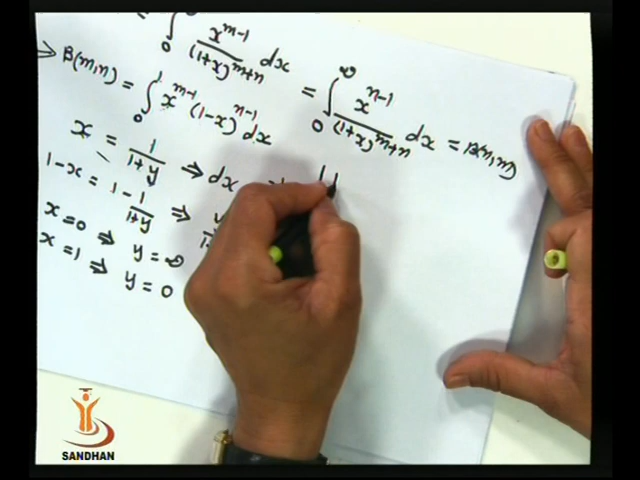 = ∫₀ x^{m-1}/(1+x)^{m+n} dx = ∫₀^∞ x^{n-1}/(1+x)^{m+n} dx = B(m,n)
⇒ B(m,n) = ∫₀¹ x^{m-1} (1-x)^{n-1} dx
x = 1/(1+y) ⇒ dx
1-x = 1 - 1/(1+y) ⇒ y
x=0 ⇒ y = ∞
x=1 ⇒ y = 0
SANDHAN